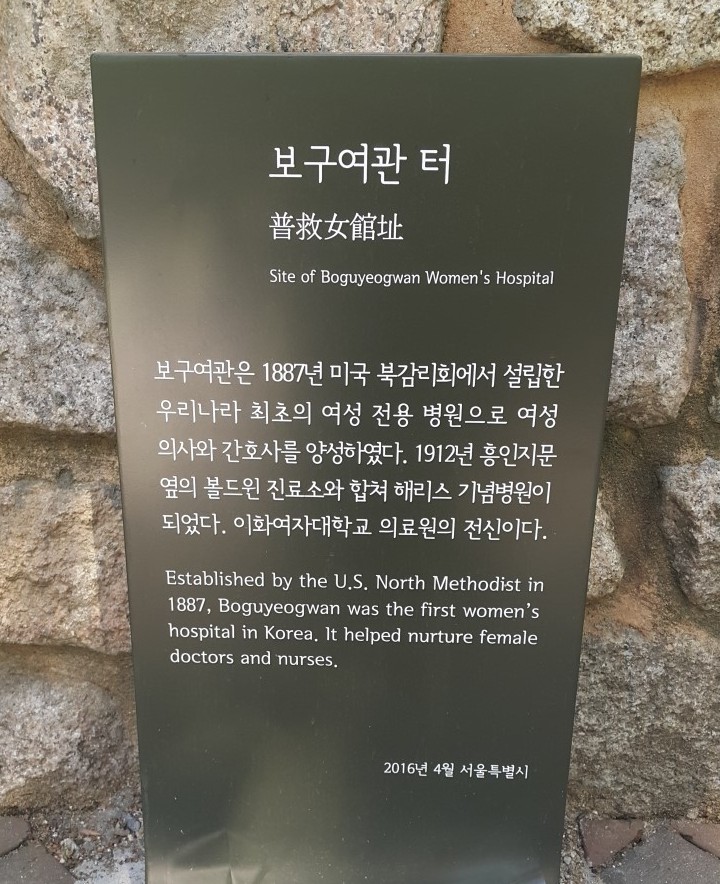 보구여관 터
普救女館址
Site of Boguyeogwan Women's Hospital
보구여관은 1887년 미국 북감리회에서 설립한
우리나라 최초의 여성 전용 병원으로 여성
의사와 간호사를 양성하였다. 1912년 흥인지문
옆의 볼드윈 진료소와 합쳐 해리스 기념병원이
되었다. 이화여자대학교 의료원의 전신이다.
Established by the U.S. North Methodist in
1887, Boguyeogwan was the first women's
hospital in Korea. It helped nurture female
doctors and nurses.
2016년 4월 서울특별시